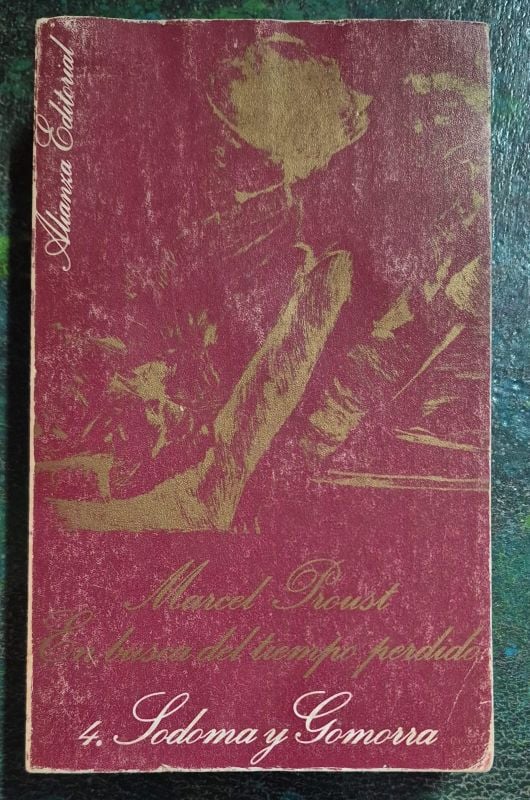 Alianza Editorial
Marcel Proust
En busca del tiempo perdido
4. Sodoma y Gomorra